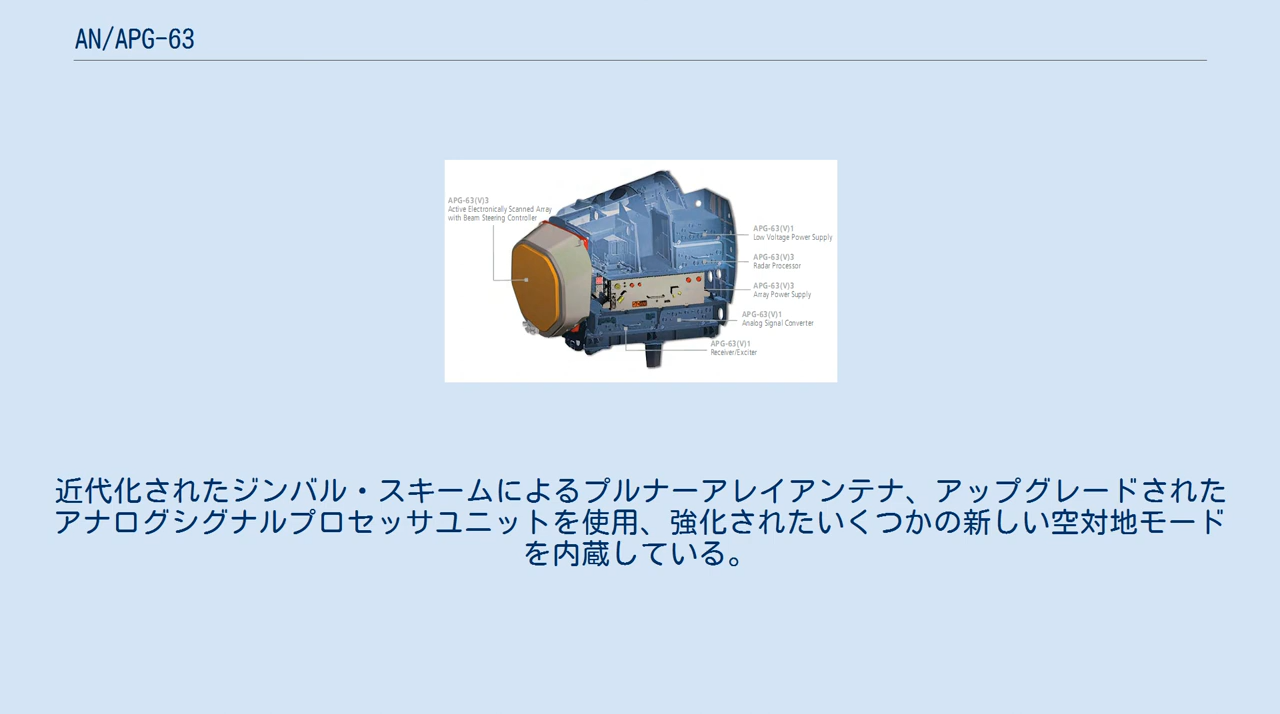 AN/APG-63
APG-63(V)3
Active Electronically Scanned Array
with Beam Steering Controller
APG-63(V)1
Low Voltage Power Supply
APG-63(V)3
Radar Processor
APG-63(V)3
Array Power Supply
APG-63(V)1
Analog Signal Converter
APG-63(V)1
Receiver/Exciter
近代化されたジンバル・スキームによるプルナーアレイアンテナ、アップグレードされた
アナログシグナルプロセッサユニットを使用、強化されたいくつかの新しい空対地モード
を内蔵している。